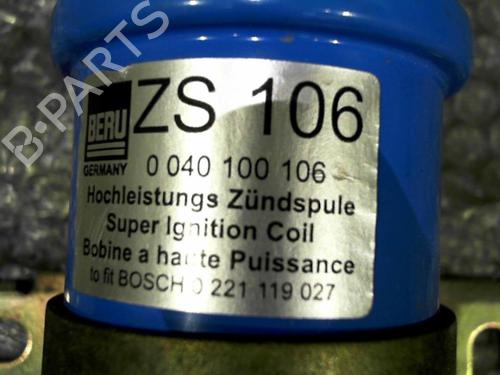 B-PARTS
BERU
GERMANY
ZS 106
0 040 100 106
Hochleistungs Zündspule
Super Ignition Coil
Bobine a haute Puissance
to fit BOSCH 0 221 119 027